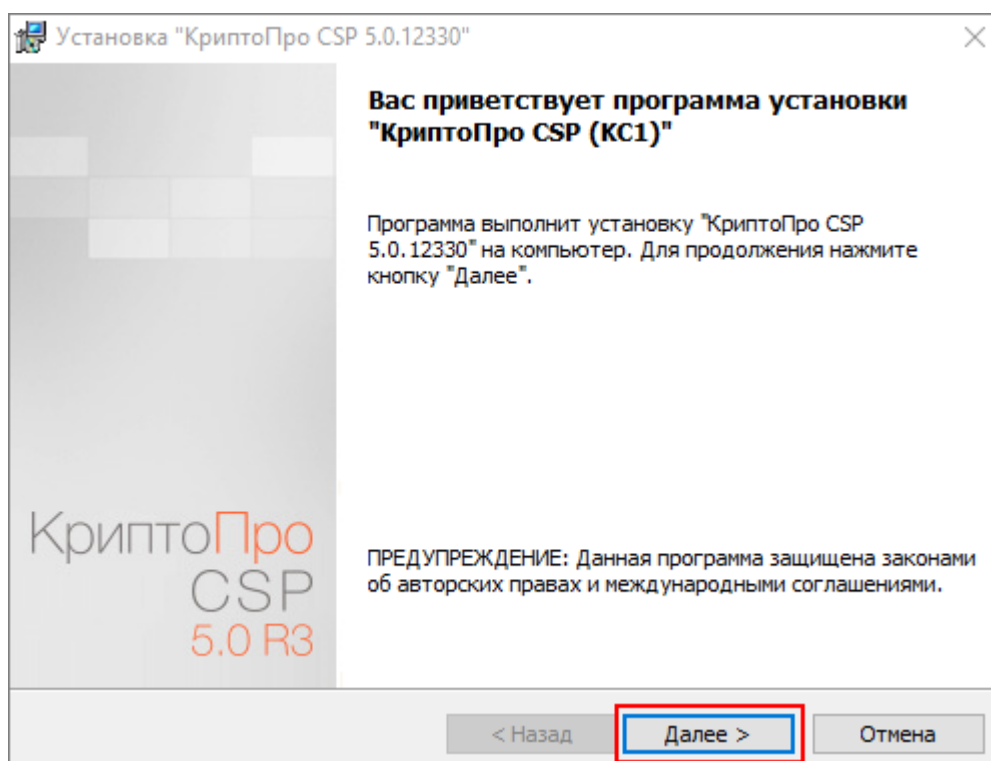 Установка "КриптоПро CSP 5.0.12330"
Вас приветствует программа установки
"КриптоПро CSP (KC1)"
Программа выполнит установку "КриптоПро CSP
5.0.12330" на компьютер. Для продолжения нажмите
кнопку "Далее".
КриптоПро
CSP
5.0 R3
ПРЕДУПРЕЖДЕНИЕ: Данная программа защищена законами
об авторских правах и международными соглашениями.
< Назад
Далее >
Отмена